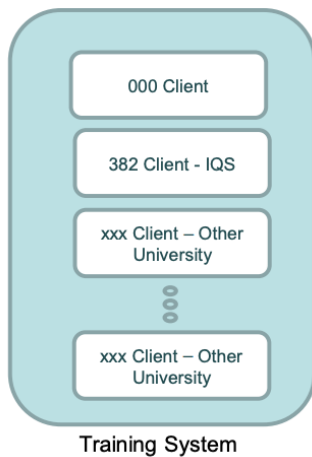 000 Client
382 Client - IQS
xxx Client – Other
University
xxx Client – Other
University
Training System